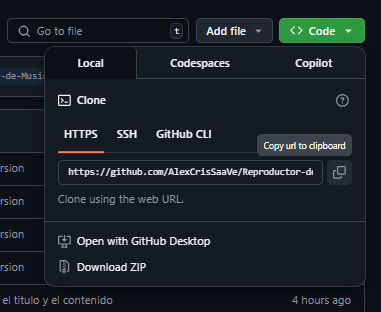 Go to file
t
Add file
Code
Local
Codespaces
Copilot
-de-Music
Clone
HTTPS
SSH
GitHub CLI
Copy url to clipboard
https://github.com/AlexCrisSaaVe/Reproductor-de
Clone using the web URL.
rsion
rsion
Open with GitHub Desktop
rsion
Download ZIP
rsion
el título y el contenido
4 hours ago